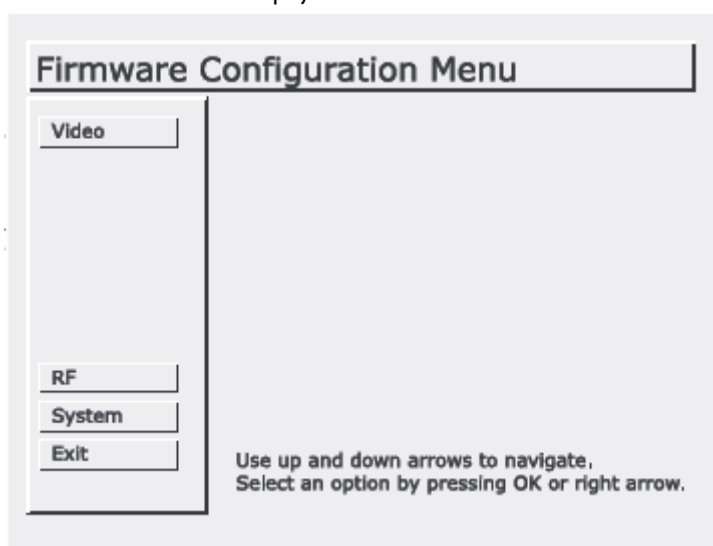 Firmware Configuration Menu
Video
RF
System
Exit
Use up and down arrows to navigate,
Select an option by pressing OK or right arrow.